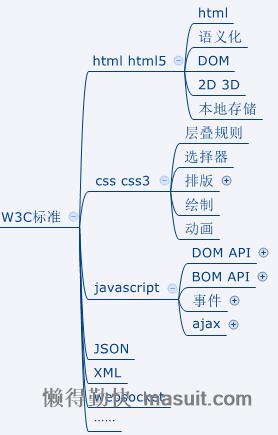 html
语义化
html html5
DOM
2D 3D
本地存储
层叠规则
选择器
css css3
排版
绘制
动画
W3C标准
DOM API
BOM API
javascript
事件
ajax
JSON
XML
websocket
懒得勤快 masuit.com
……